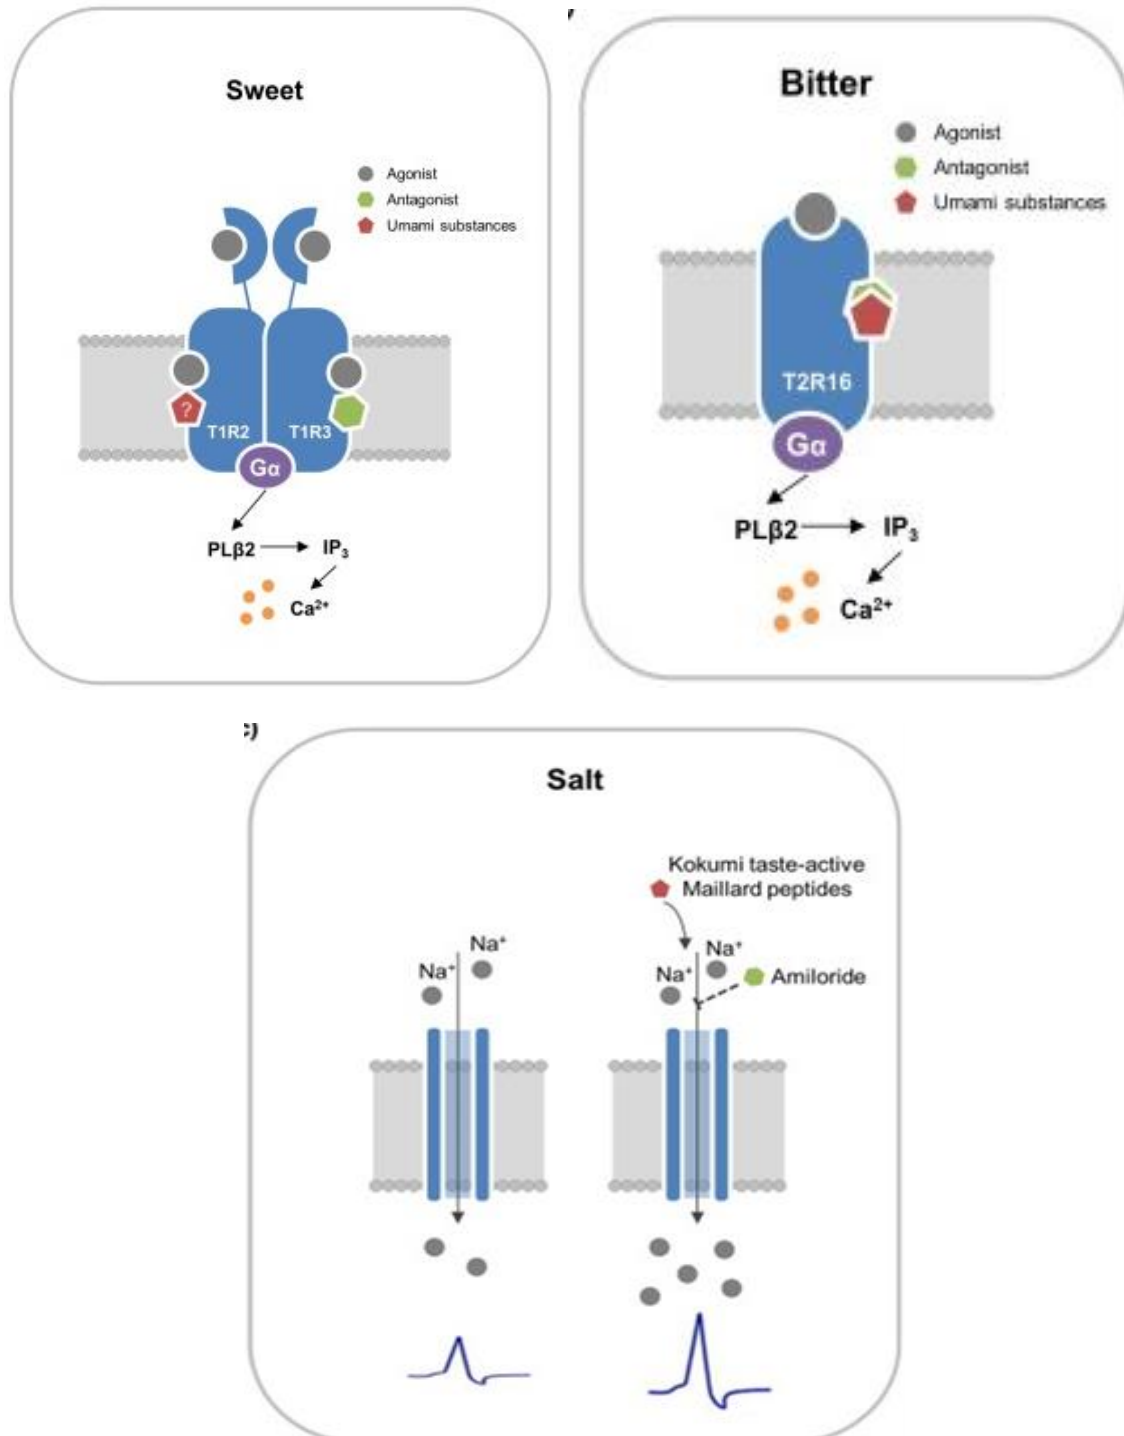 Sweet
Agonist
Antagonist
Umami substances
?
T1R2
T1R3
Gα
PLβ2
IP₃
Ca²⁺
Bitter
Agonist
Antagonist
Umami substances
T2R16
Gα
PLβ2
IP₃
Ca²⁺
c)
Salt
Kokumi taste-active
Maillard peptides
Na⁺
Na⁺
Na⁺
Na⁺
Amiloride